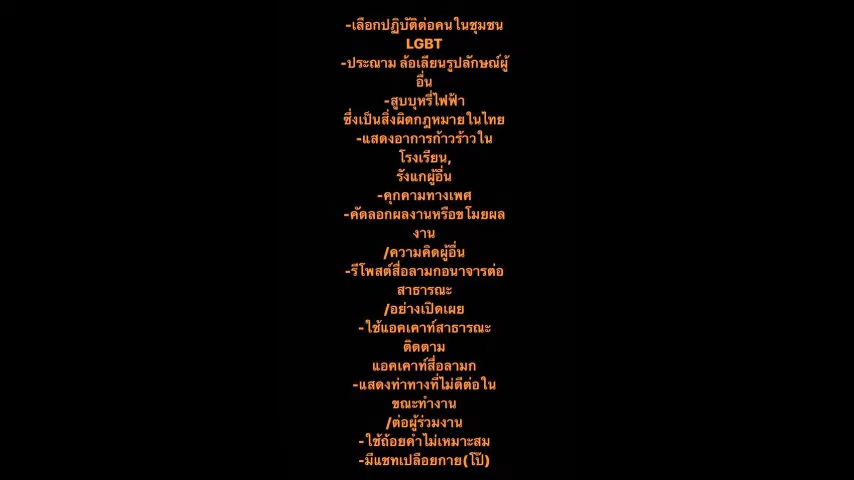 -เลือกปฏิบัติต่อคนในชุมชน
LGBT
-ประณาม ล้อเลียนรูปลักษณ์ผู้
อื่น
-สูบบุหรี่ไฟฟ้า
ซึ่งเป็นสิ่งผิดกฎหมายในไทย
-แสดงอาการก้าวร้าวใน
โรงเรียน,
รังแกผู้อื่น
-คุกคามทางเพศ
-คัดลอกผลงานหรือขโมยผล
งาน
/ความคิดผู้อื่น
-รีโพสต์สื่อลามกอนาจารต่อ
สาธารณะ
/อย่างเปิดเผย
-ใช้แอคเคาท์สาธารณะ
ติดตาม
แอคเคาท์สื่อลามก
-แสดงท่าทางที่ไม่ดีต่อใน
ขณะทำงาน
/ต่อผู้ร่วมงาน
-ใช้ถ้อยคำไม่เหมาะสม
-มีแชทเปลือยกาย(โป๊)